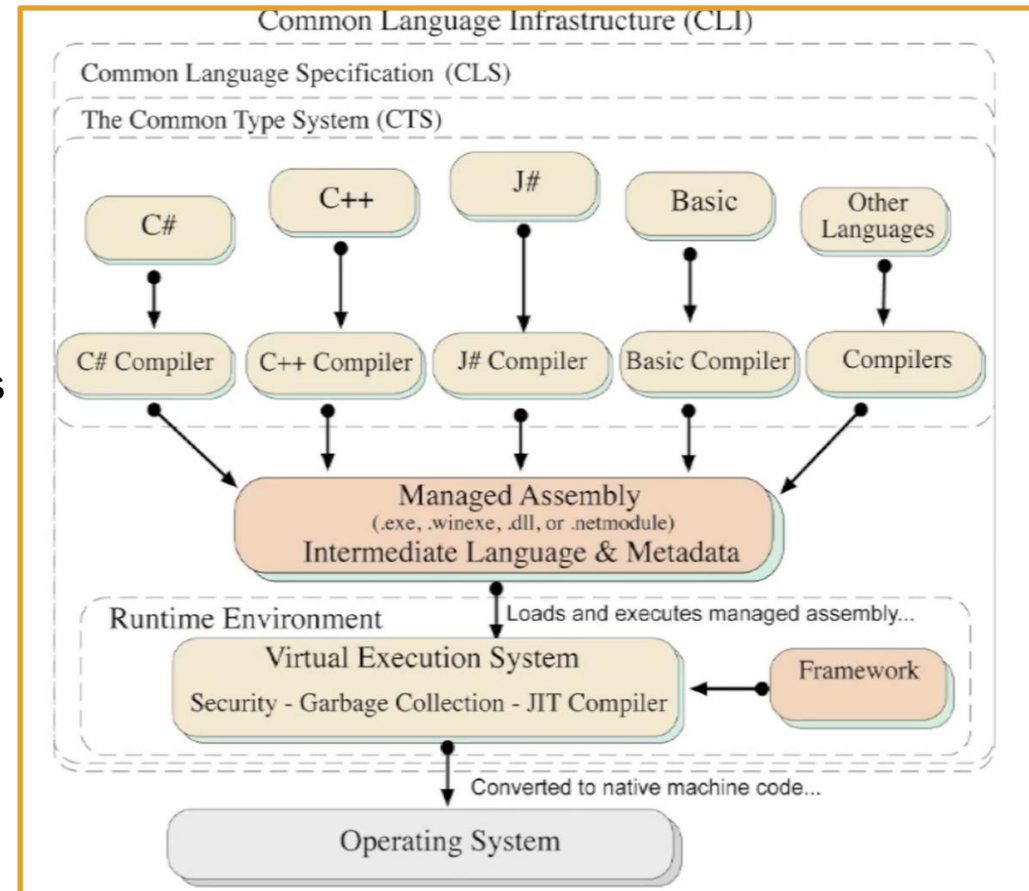 Common Language Infrastructure (CLI)
Common Language Specification (CLS)
The Common Type System (CTS)
C#
C++
J#
Basic
Other
Languages
C# Compiler
C++ Compiler
J# Compiler
Basic Compiler
Compilers
s
Managed Assembly
(.exe, .winexe, .dll, or .netmodule)
Intermediate Language & Metadata
Loads and executes managed assembly...
Runtime Environment
Virtual Execution System
Security - Garbage Collection - JIT Compiler
Framework
Converted to native machine code...
Operating System